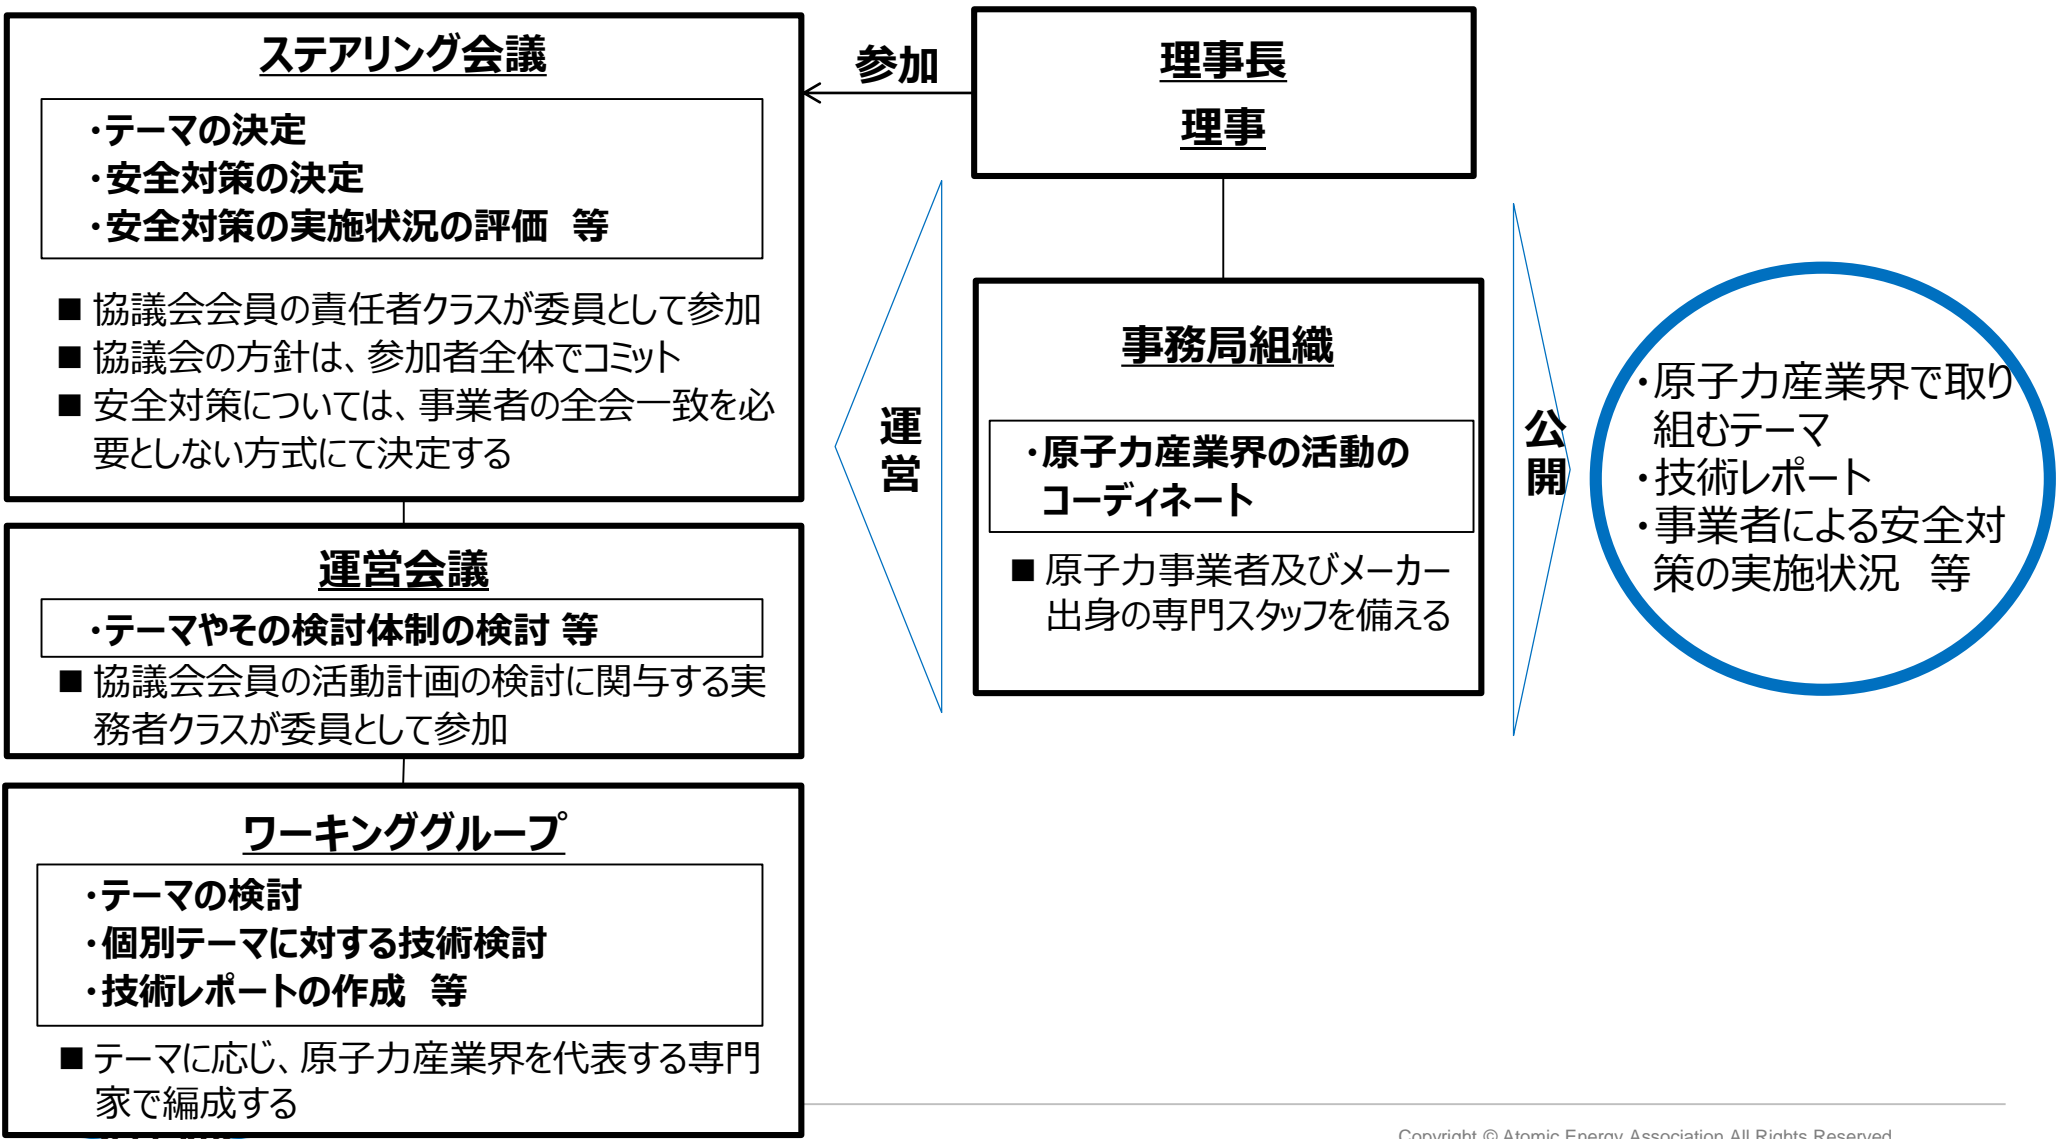 ステアリング会議
・テーマの決定
・安全対策の決定
・安全対策の実施状況の評価　等
■ 協議会会員の責任者クラスが委員として参加
■ 協議会の方針は、参加者全体でコミット
■ 安全対策については、事業者の全会一致を必
要としない方式にて決定する
運営会議
・テーマやその検討体制の検討 等
■ 協議会会員の活動計画の検討に関与する実
務者クラスが委員として参加
ワーキンググループ
・テーマの検討
・個別テーマに対する技術検討
・技術レポートの作成　等
■ テーマに応じ、原子力産業界を代表する専門
家で編成する
参加
理事長
理事
運
営
事務局組織
・原子力産業界の活動の
コーディネート
■ 原子力事業者及びメーカー
出身の専門スタッフを備える
公
開
・原子力産業界で取り
組むテーマ
・技術レポート
・事業者による安全対
策の実施状況　等
Copyright © Atomic Energy Association All Rights Reserved